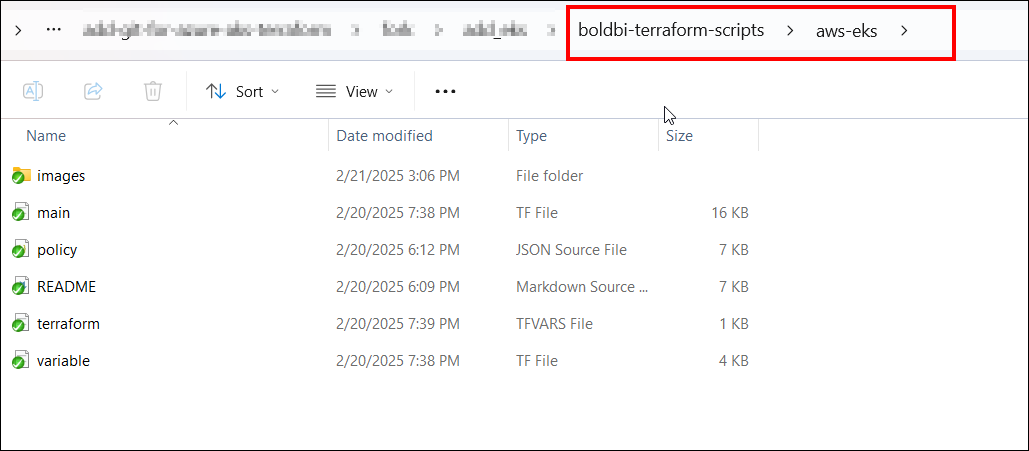 boldbi-terraform-scripts > aws-eks >
Sort View
Name Date modified Type Size
images 2/21/2025 3:06 PM File folder
main 2/20/2025 7:38 PM TF File 16 KB
policy 2/20/2025 6:12 PM JSON Source File 7 KB
README 2/20/2025 6:09 PM Markdown Source ... 7 KB
terraform 2/20/2025 7:39 PM TFVARS File 1 KB
variable 2/20/2025 7:38 PM TF File 4 KB